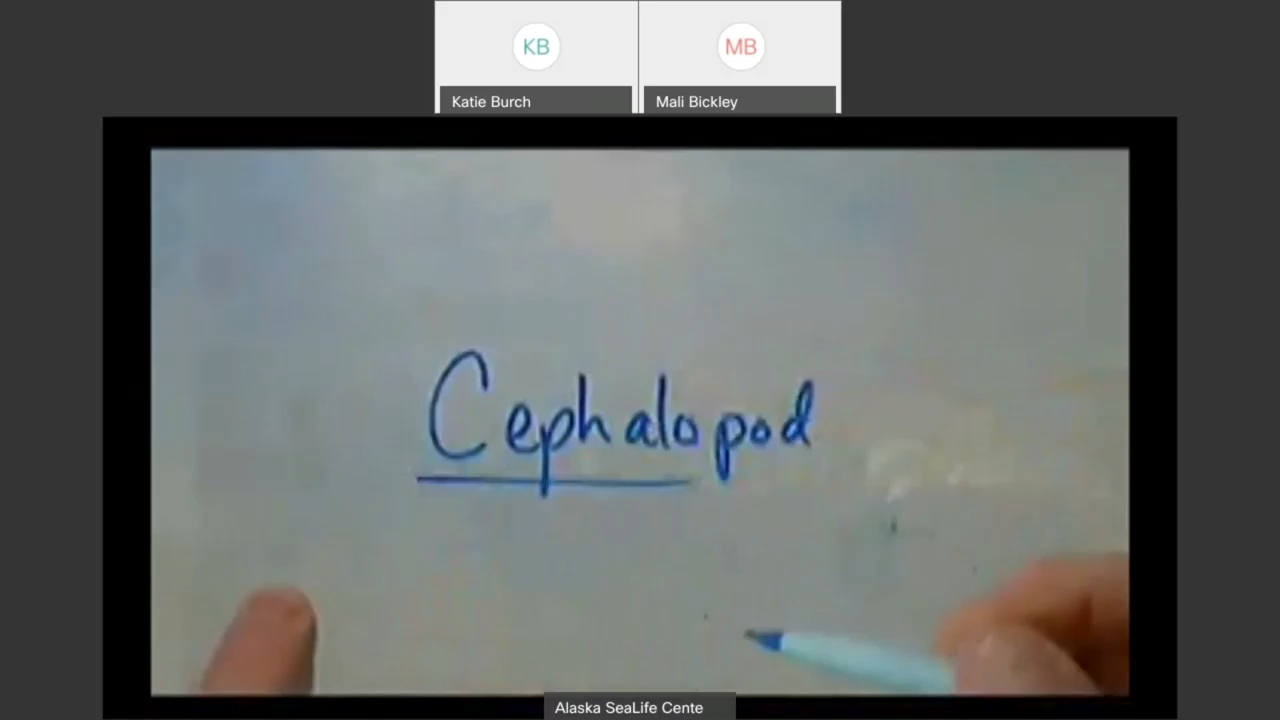 KB
MB
Katie Burch
Mali Bickley
Cephalopod
Alaska SeaLife Cente